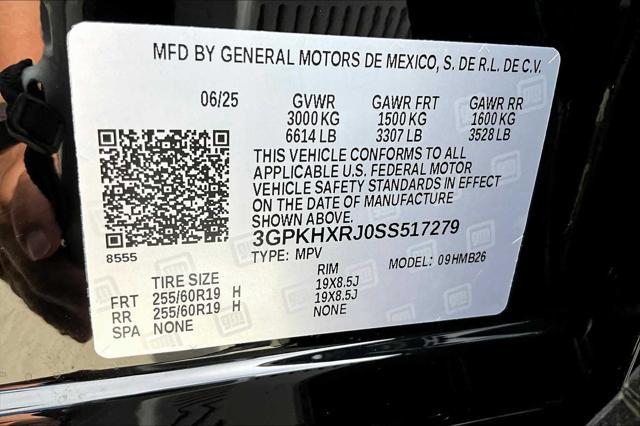 MFD BY GENERAL MOTORS DE MEXICO, S. DE R.L. DE C.V.
06/25 GVWR GAWR FRT GAWR RR
3000 KG 1500 KG 1600 KG
6614 LB 3307 LB 3528 LB
THIS VEHICLE CONFORMS TO ALL
APPLICABLE U.S. FEDERAL MOTOR
VEHICLE SAFETY STANDARDS IN EFFECT
ON THE DATE OF MANUFACTURE
SHOWN ABOVE.
3GPKHXRJ0SS517279
8555
TYPE: MPV MODEL: 09HMB26
TIRE SIZE RIM
FRT 255/60R19 H 19X8.5J
RR 255/60R19 H 19X8.5J
SPA NONE NONE